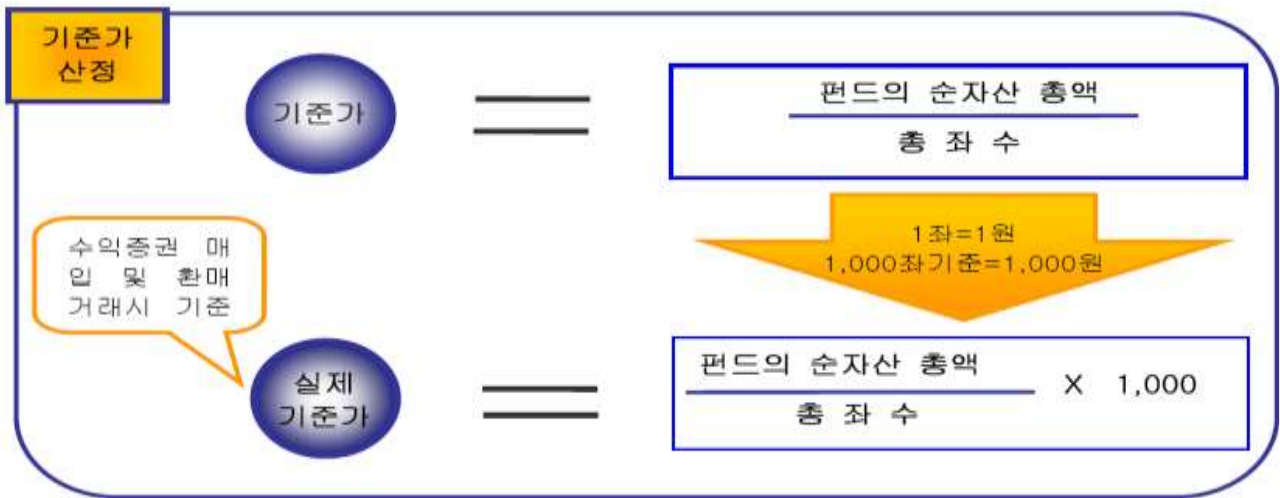 기준가
산정
기준가
펀드의 순자산 총액
총 좌 수
수익증권 매
입 및 환매
거래시 기준
1좌=1원
1,000좌기준=1,000원
실제
기준가
펀드의 순자산 총액
총 좌 수
X 1,000